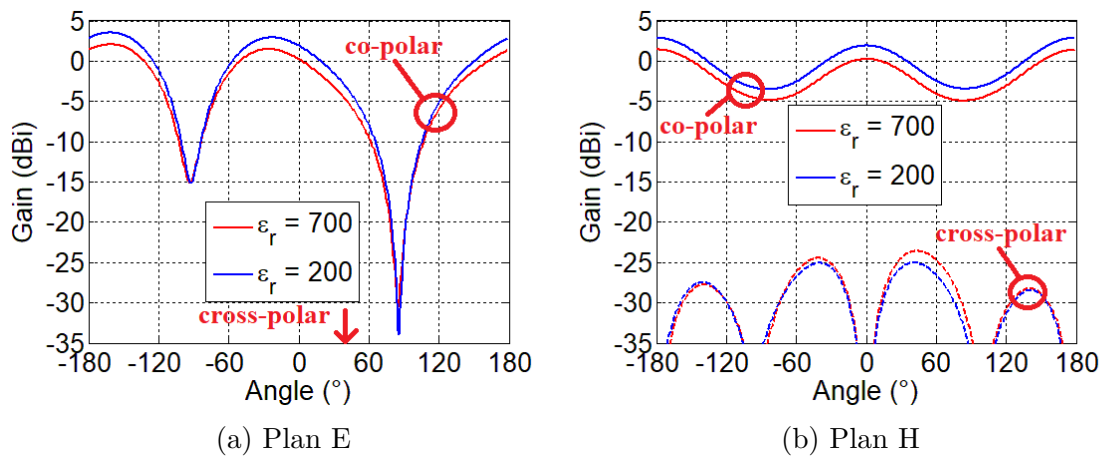 5
0
-5
-10
-15
-20
-25
-30
-35
-180 -120 -60 0 60 120 180
Gain (dBi)
Angle (°)
co-polar
εr = 700
εr = 200
cross-polar
(a) Plan E
5
0
-5
-10
-15
-20
-25
-30
-35
-180 -120 -60 0 60 120 180
Gain (dBi)
Angle (°)
co-polar
εr = 700
εr = 200
cross-polar
(b) Plan H